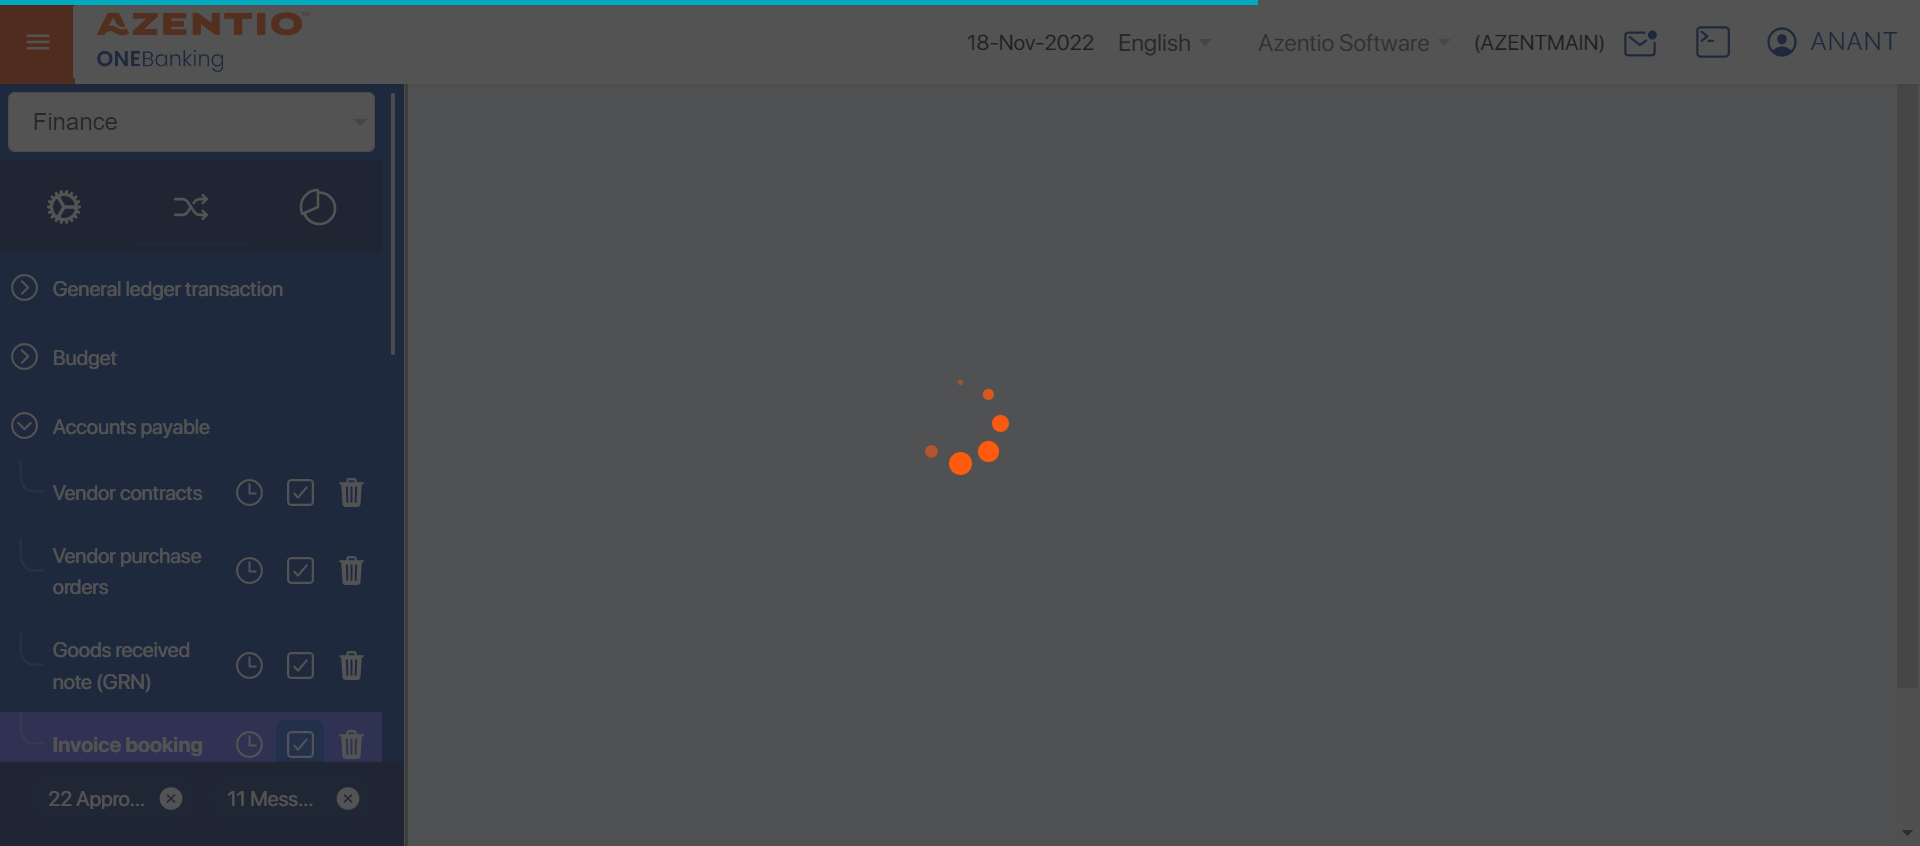 AZENTIO™
ONEBanking
18-Nov-2022 English Azentio Software (AZENTMAIN) ANANT
Finance
General ledger transaction
Budget
Accounts payable
Vendor contracts
Vendor purchase
orders
Goods received
note (GRN)
Invoice booking
22 Appro... 11 Mess...